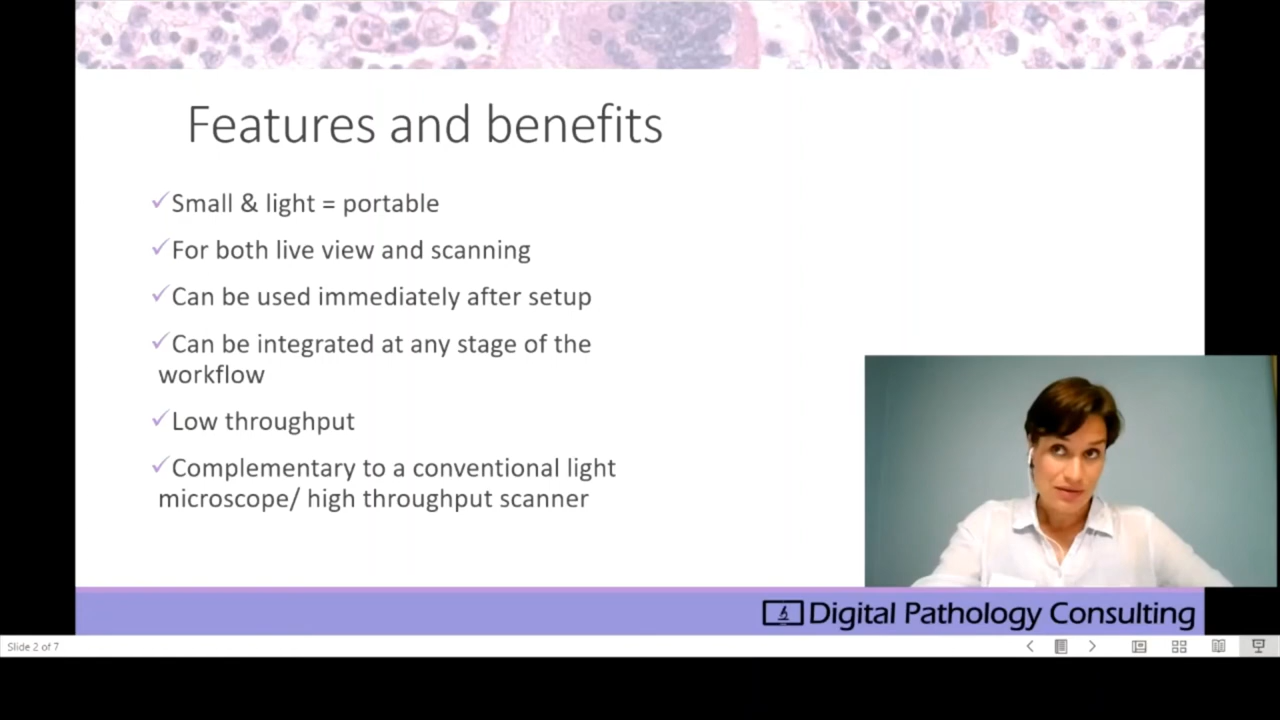 Features and benefits
✓Small & light = portable
✓For both live view and scanning
✓Can be used immediately after setup
✓Can be integrated at any stage of the
workflow
✓Low throughput
✓Complementary to a conventional light
microscope/ high throughput scanner
Digital Pathology Consulting
Slide 2 of 7